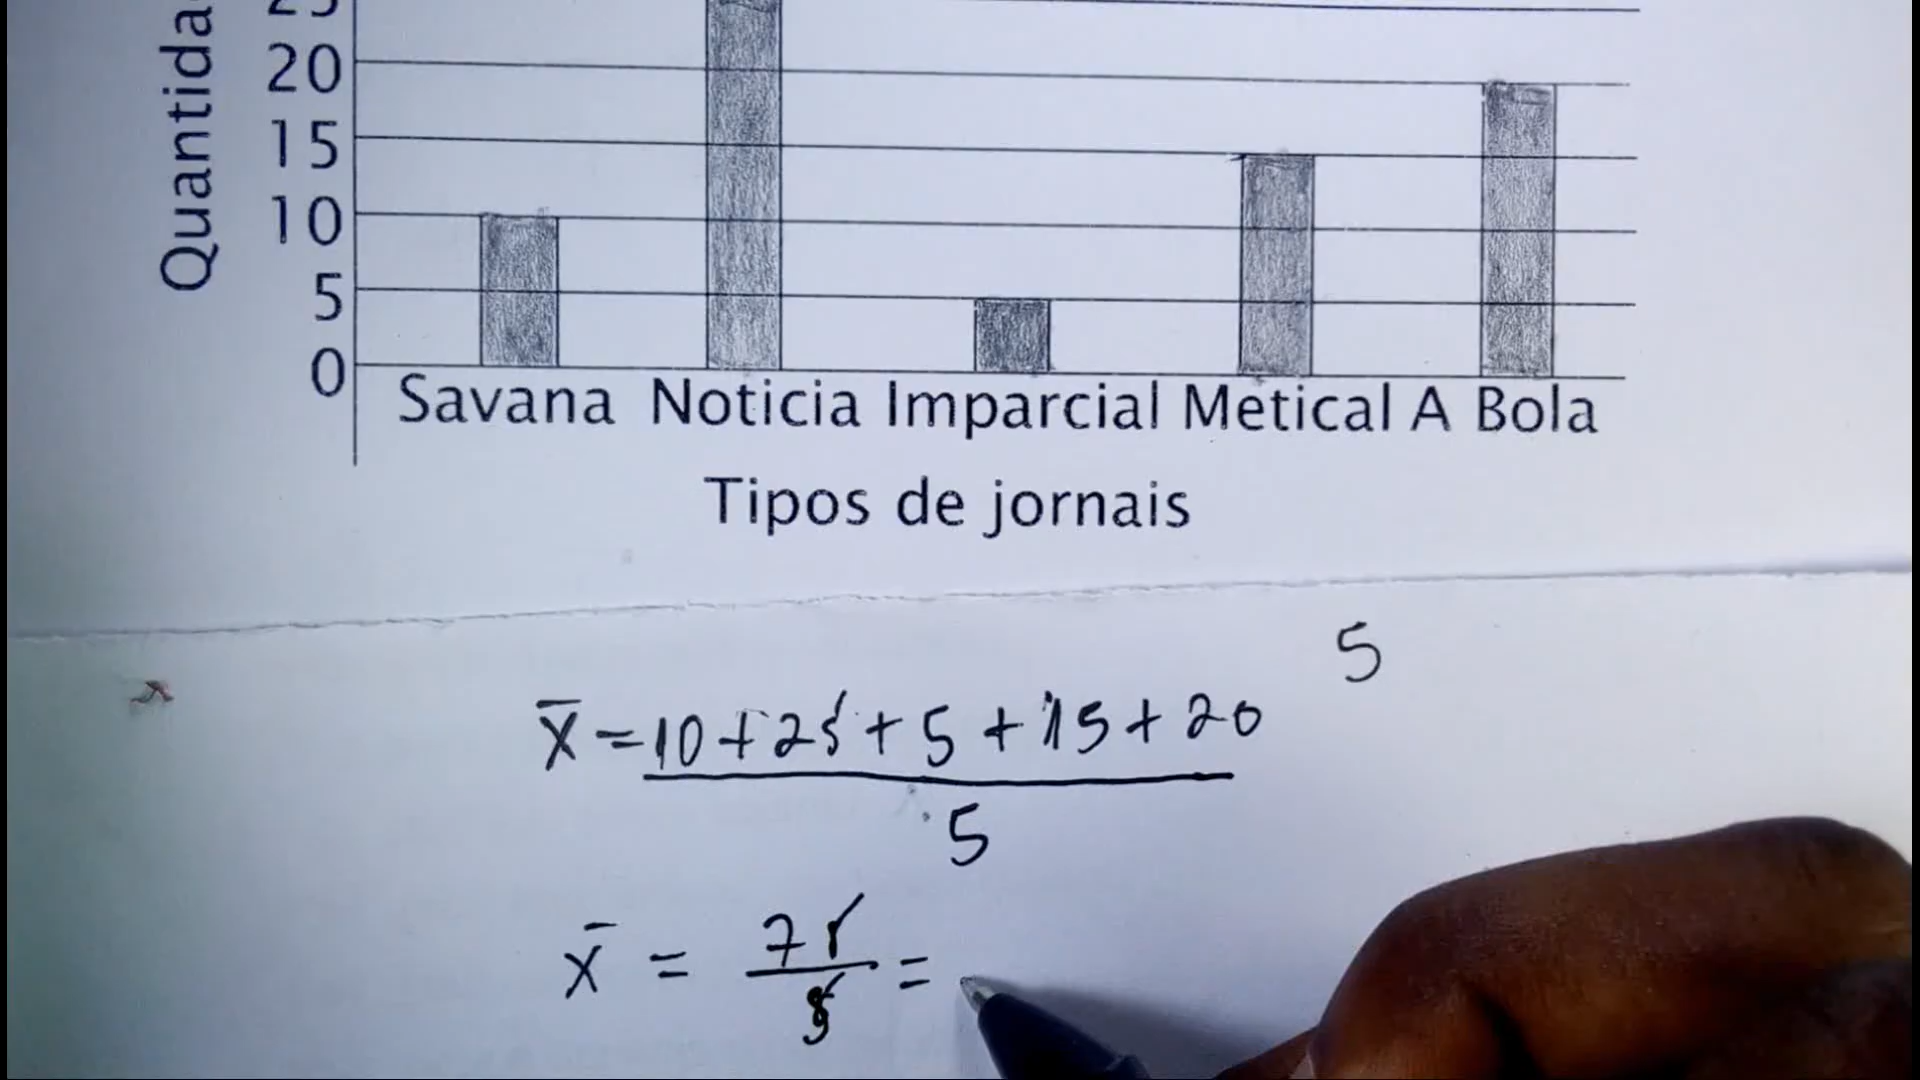 Quantida
25
20
15
10
5
0
Savana Noticia Imparcial Metical A Bola
Tipos de jornais
5
x̄ = 10 + 25 + 5 + 15 + 20
5
x̄ = 75 =
5